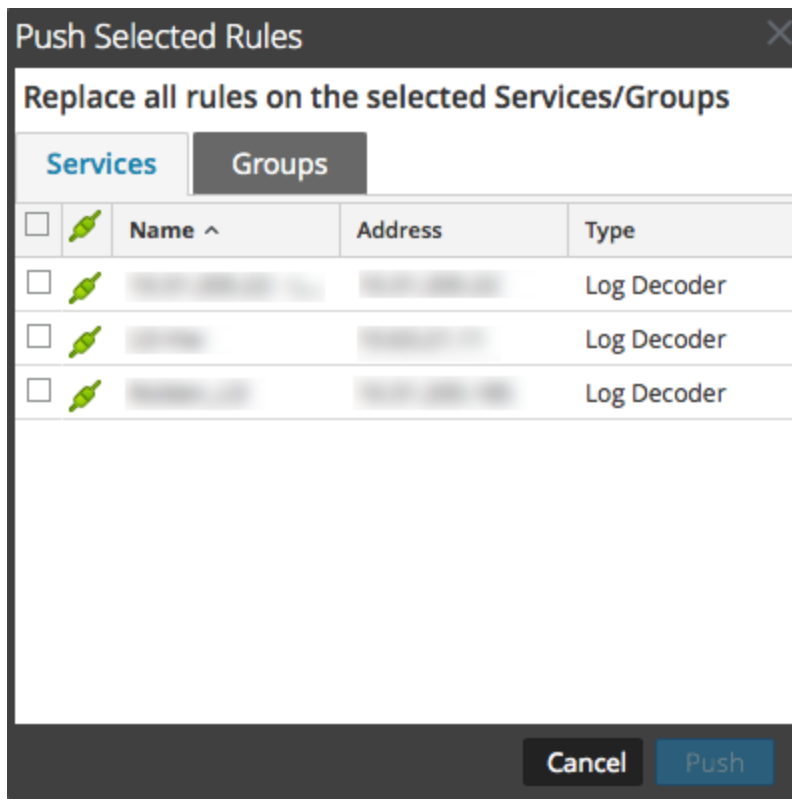 Push Selected Rules
Replace all rules on the selected Services/Groups
Services Groups
Name Address Type
Log Decoder
Log Decoder
Log Decoder
Cancel Push